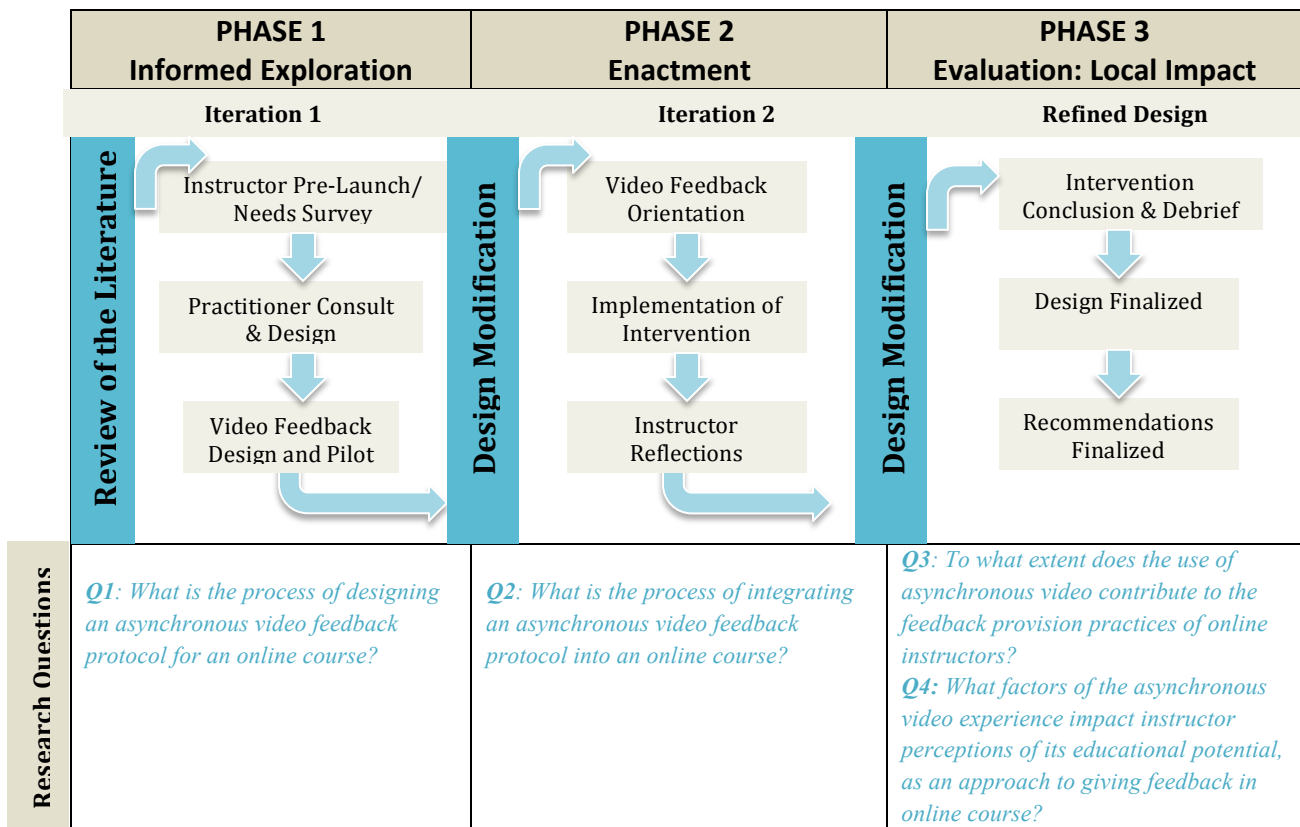 PHASE 1
Informed Exploration
PHASE 2
Enactment
PHASE 3
Evaluation: Local Impact
Iteration 1
Iteration 2
Refined Design
Review of the Literature
Instructor Pre-Launch/
Needs Survey
Practitioner Consult
& Design
Video Feedback
Design and Pilot
Design Modification
Video Feedback
Orientation
Implementation of
Intervention
Instructor
Reflections
Design Modification
Intervention
Conclusion & Debrief
Design Finalized
Recommendations
Finalized
Research Questions
Q1: What is the process of designing
an asynchronous video feedback
protocol for an online course?
Q2: What is the process of integrating
an asynchronous video feedback
protocol into an online course?
Q3: To what extent does the use of
asynchronous video contribute to the
feedback provision practices of online
instructors?
Q4: What factors of the asynchronous
video experience impact instructor
perceptions of its educational potential,
as an approach to giving feedback in
online course?